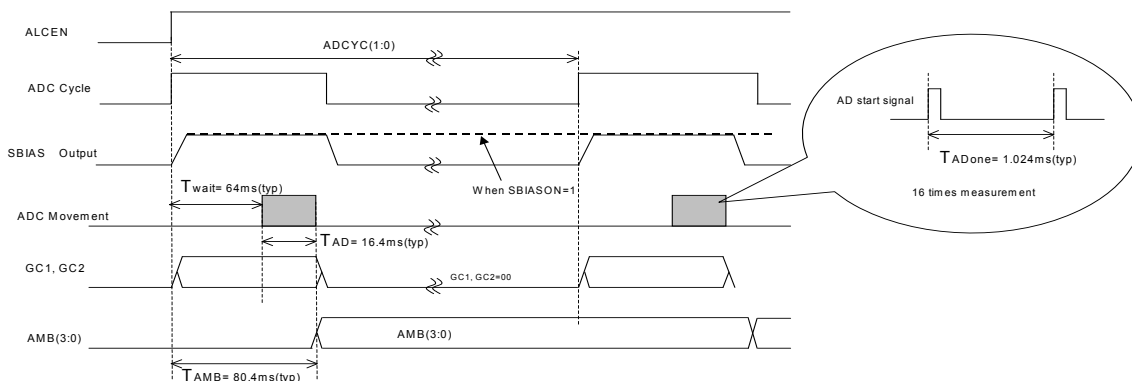 ALCEN
ADCYC(1:0)
ADC Cycle
AD start signal
TADone= 1.024ms(typ)
SBIAS Output
When SBIASON=1
Twait= 64ms(typ)
16 times measurement
ADC Movement
TAD= 16.4ms(typ)
GC1, GC2
GC1, GC2=00
AMB(3:0)
AMB(3:0)
TAMB= 80.4ms(typ)